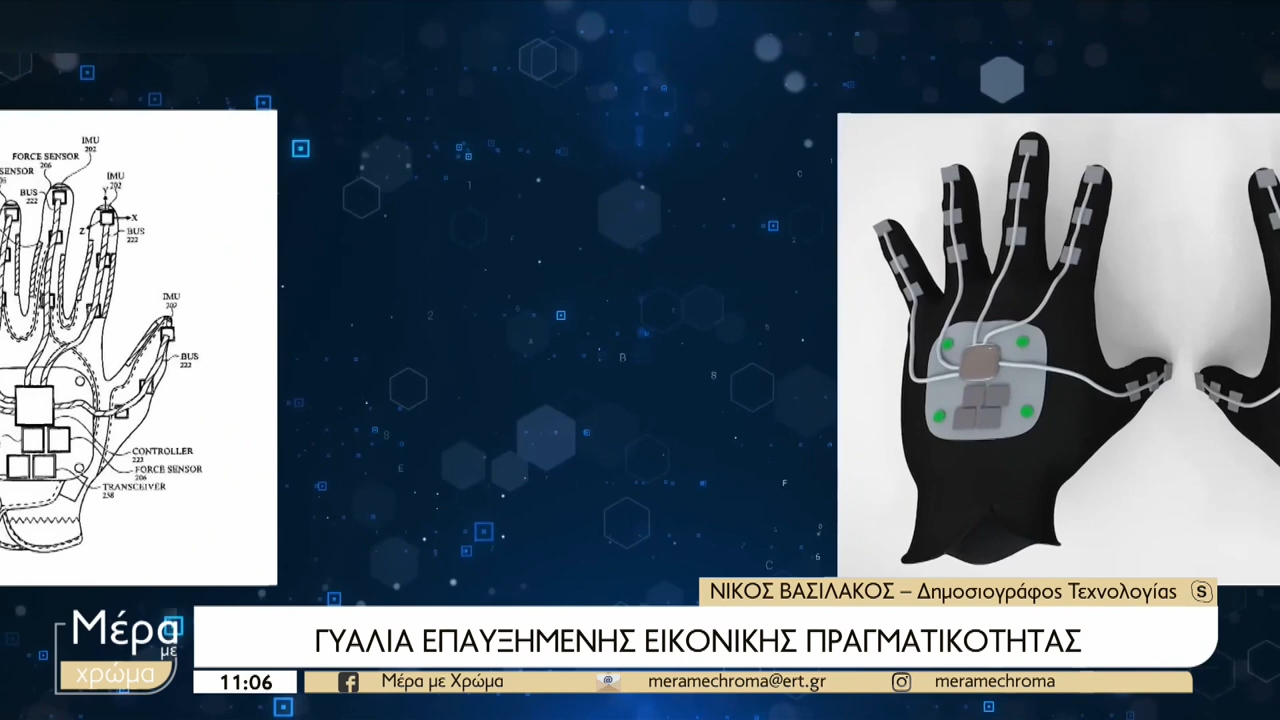 IMU
202
FORCE SENSOR
206
SENSOR
IMU
202
BUS
222
Y
X
Z
BUS
222
IMU
202
BUS
222
CONTROLLER
223
FORCE SENSOR
206
TRANSCEIVER
238
ΝΙΚΟΣ ΒΑΣΙΛΑΚΟΣ – Δημοσιογράφος Τεχνολογίας
Μέρα
με
χρώμα
ΓΥΑΛΙΑ ΕΠΑΥΞΗΜΕΝΗΣ ΕΙΚΟΝΙΚΗΣ ΠΡΑΓΜΑΤΙΚΟΤΗΤΑΣ
11:06
Μέρα με Χρώμα
meramechroma@ert.gr
meramechroma